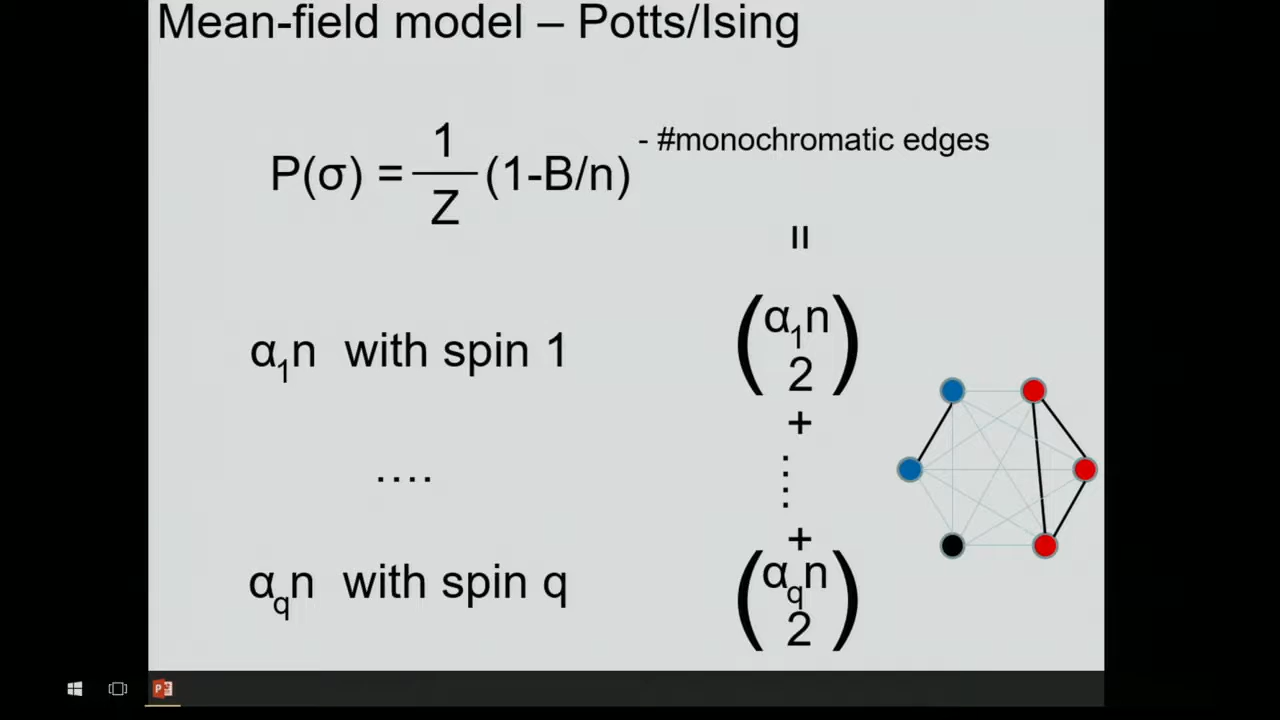 Mean-field model – Potts/Ising
P(σ) = 1/Z (1-B/n)^- #monochromatic edges
=
α₁n with spin 1
(α₁n 2)
+
....
⋮
+
αqn with spin q
(αqn 2)